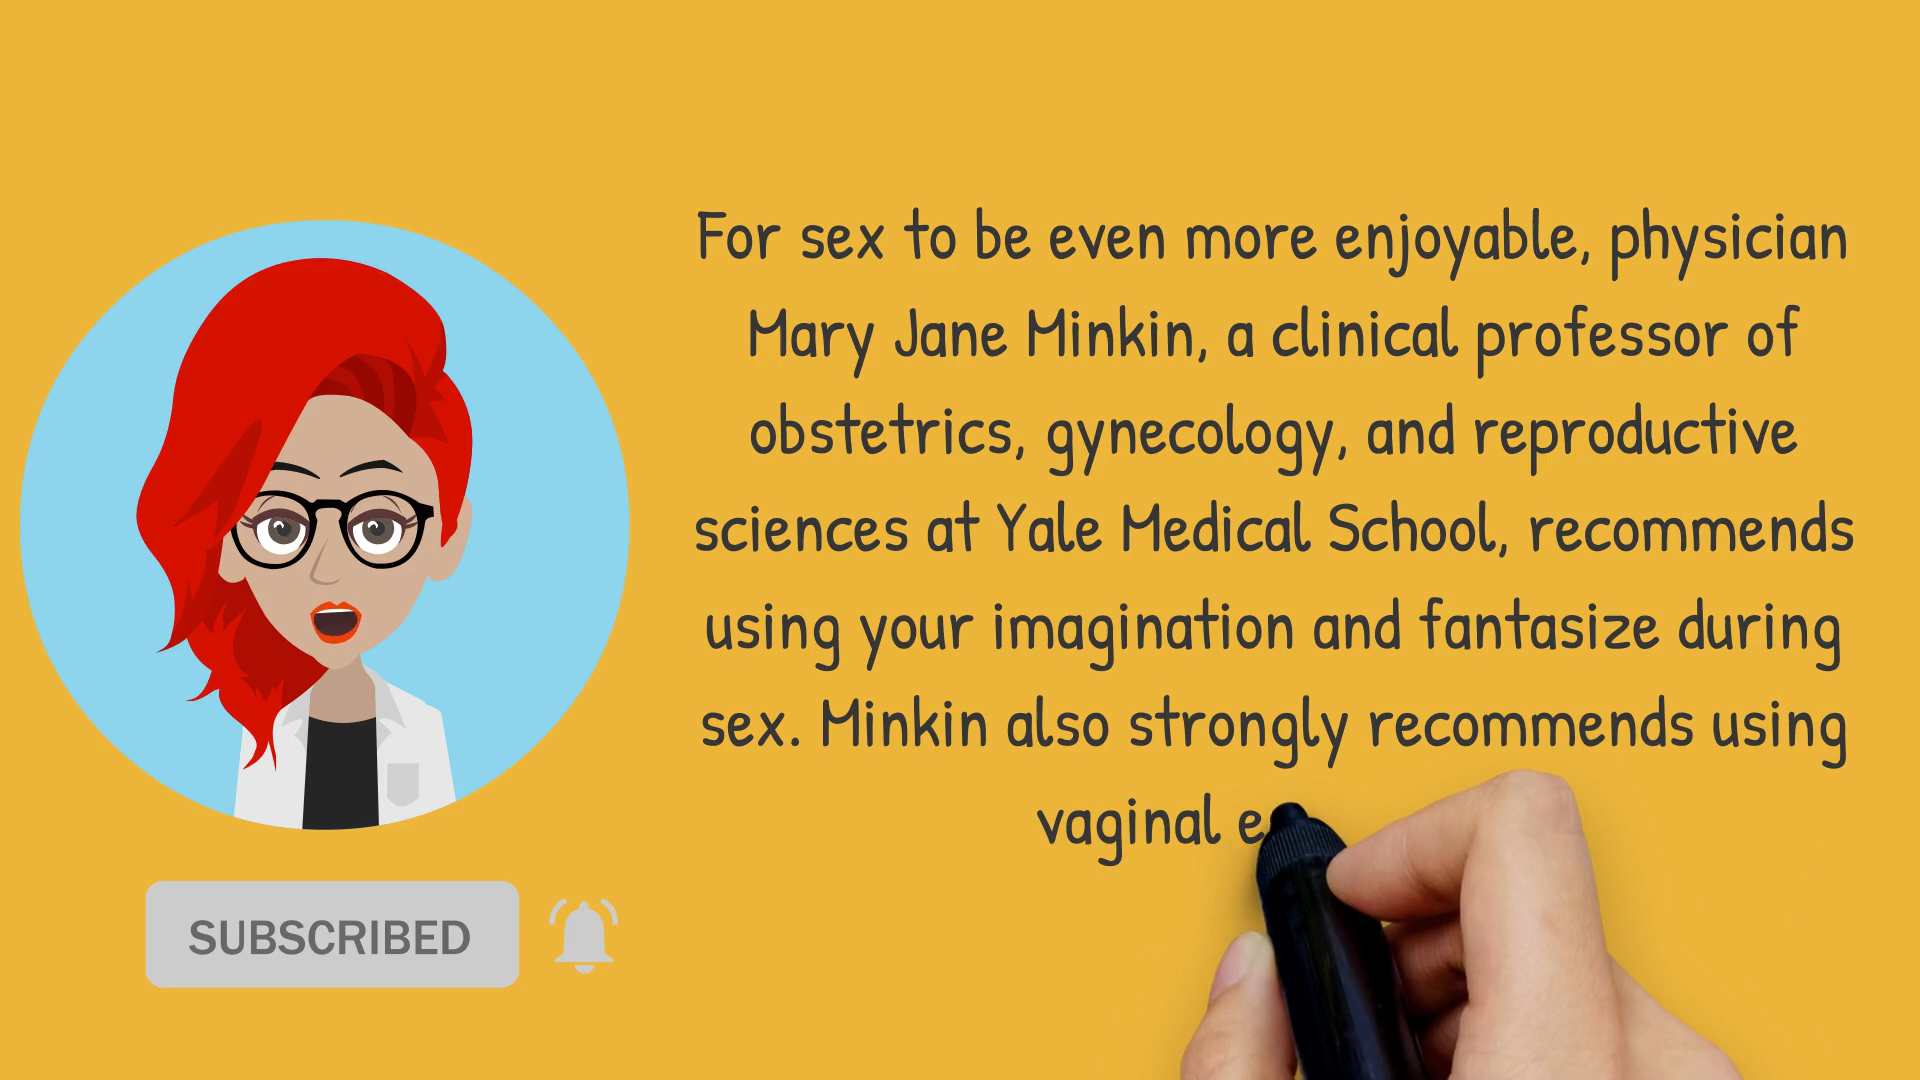 For sex to be even more enjoyable, physician
Mary Jane Minkin, a clinical professor of
obstetrics, gynecology, and reproductive
sciences at Yale Medical School, recommends
using your imagination and fantasize during
sex. Minkin also strongly recommends using
vaginal e
SUBSCRIBED